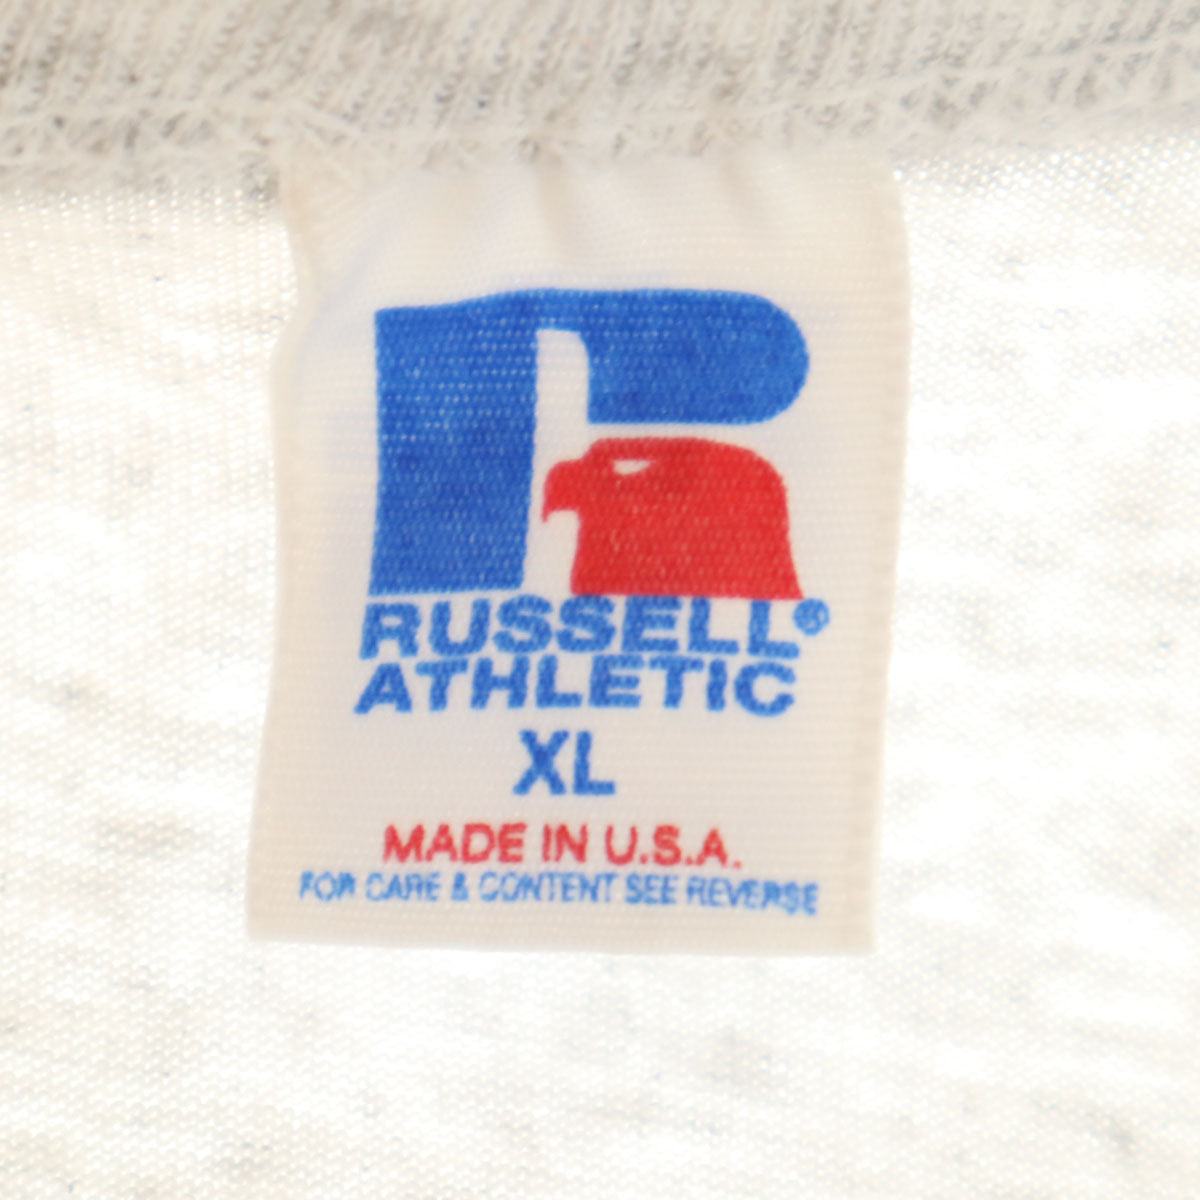 RUSSELL®
ATHLETIC
XL
MADE IN U.S.A.
FOR CARE & CONTENT SEE REVERSE